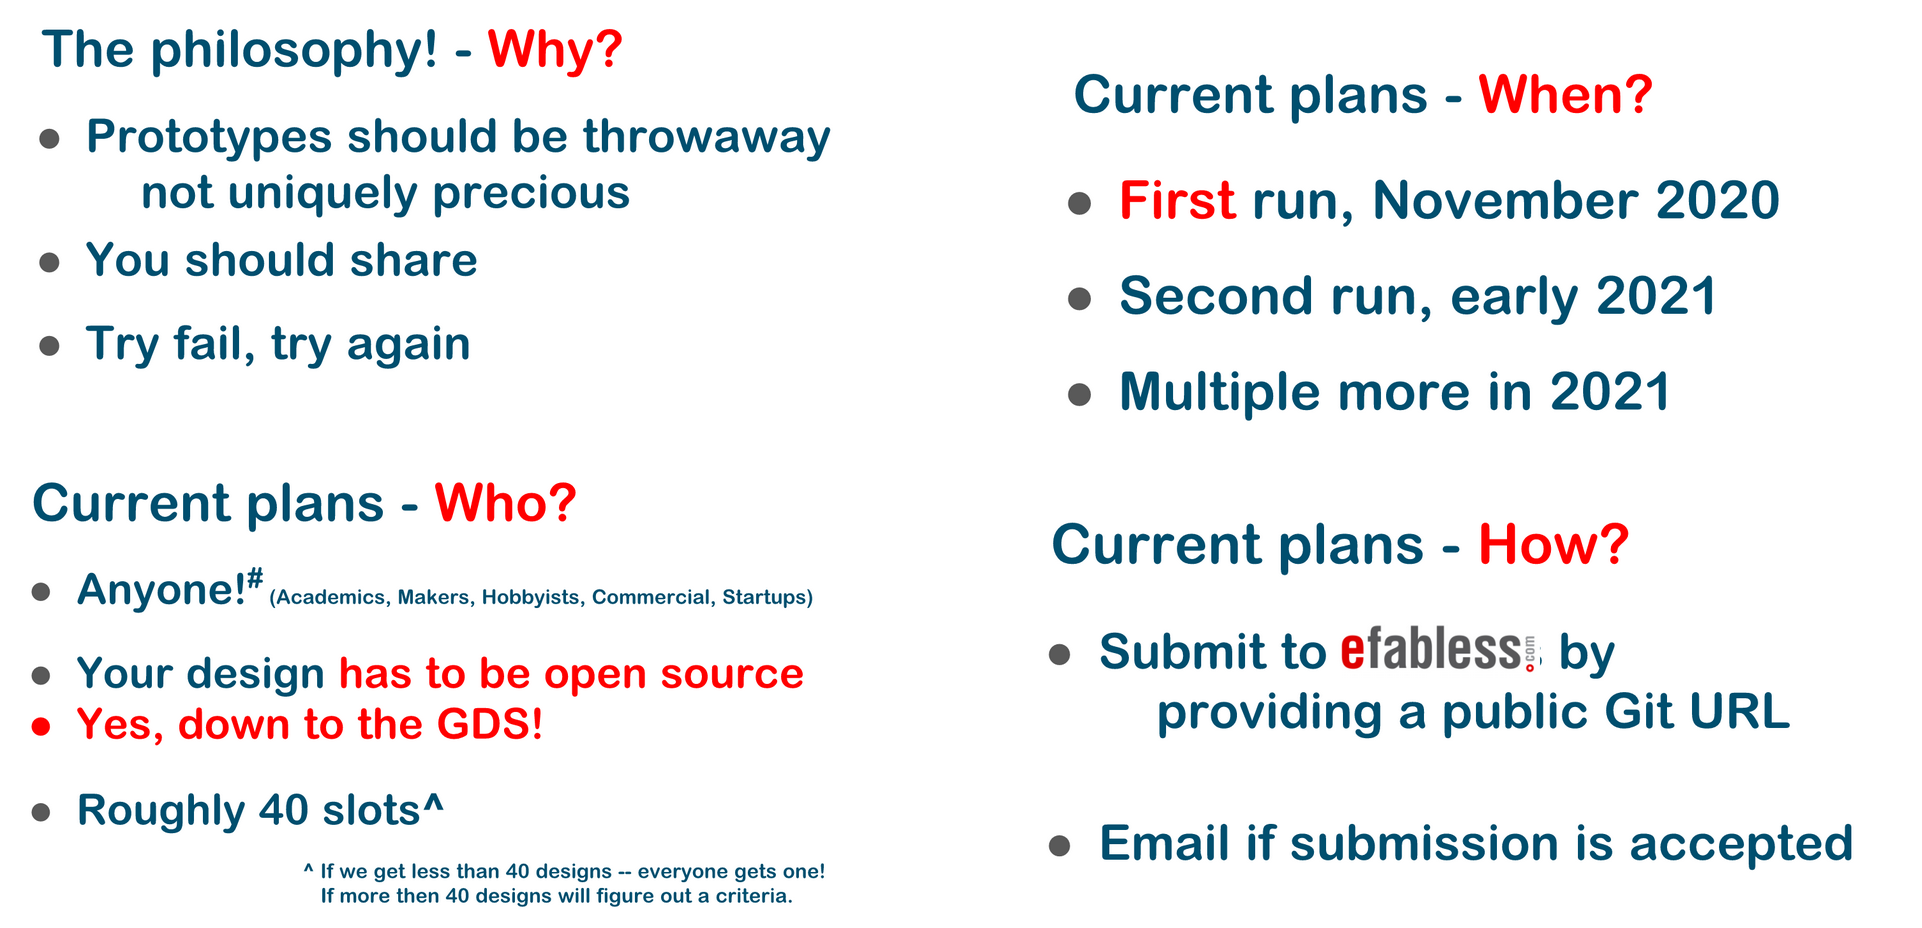 The philosophy! - Why?
● Prototypes should be throwaway
not uniquely precious
● You should share
● Try fail, try again
Current plans - When?
● First run, November 2020
● Second run, early 2021
● Multiple more in 2021
Current plans - Who?
● Anyone!# (Academics, Makers, Hobbyists, Commercial, Startups)
● Your design has to be open source
● Yes, down to the GDS!
● Roughly 40 slots^
^ If we get less than 40 designs -- everyone gets one!
If more then 40 designs will figure out a criteria.
Current plans - How?
● Submit to efabless.com by
providing a public Git URL
● Email if submission is accepted